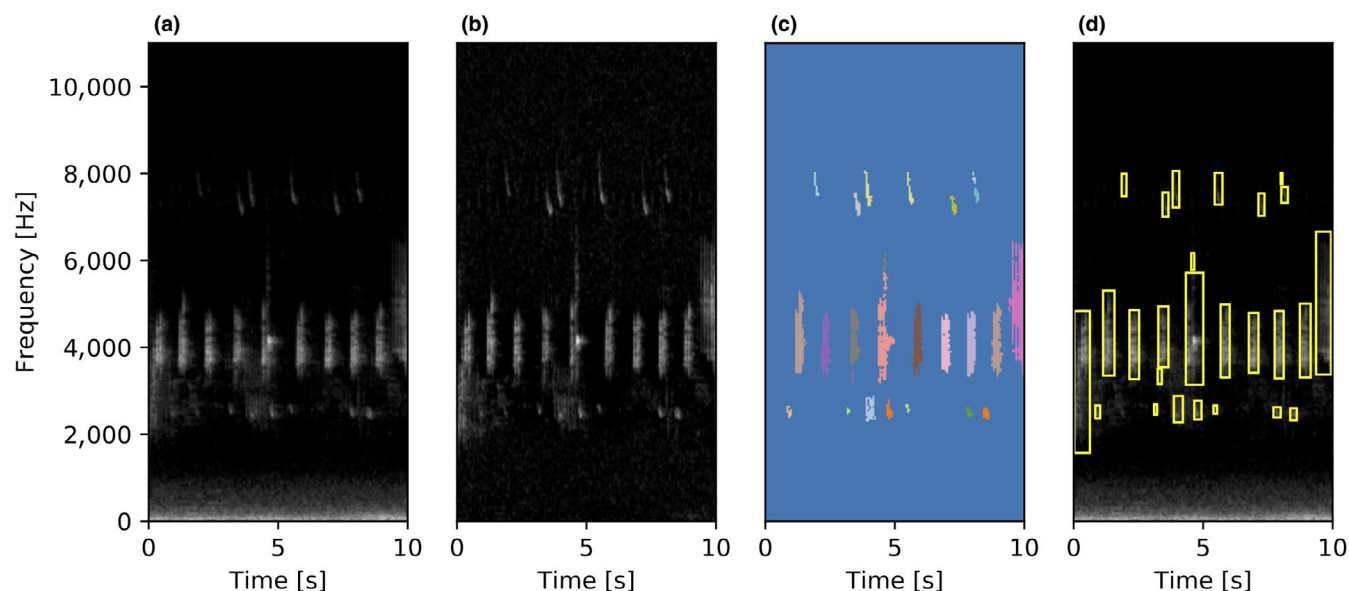 (a) (b) (c) (d)
10,000
8,000
6,000
4,000
2,000
0
Frequency [Hz]
0 5 10 0 5 10 0 5 10 0 5 10
Time [s] Time [s] Time [s] Time [s]